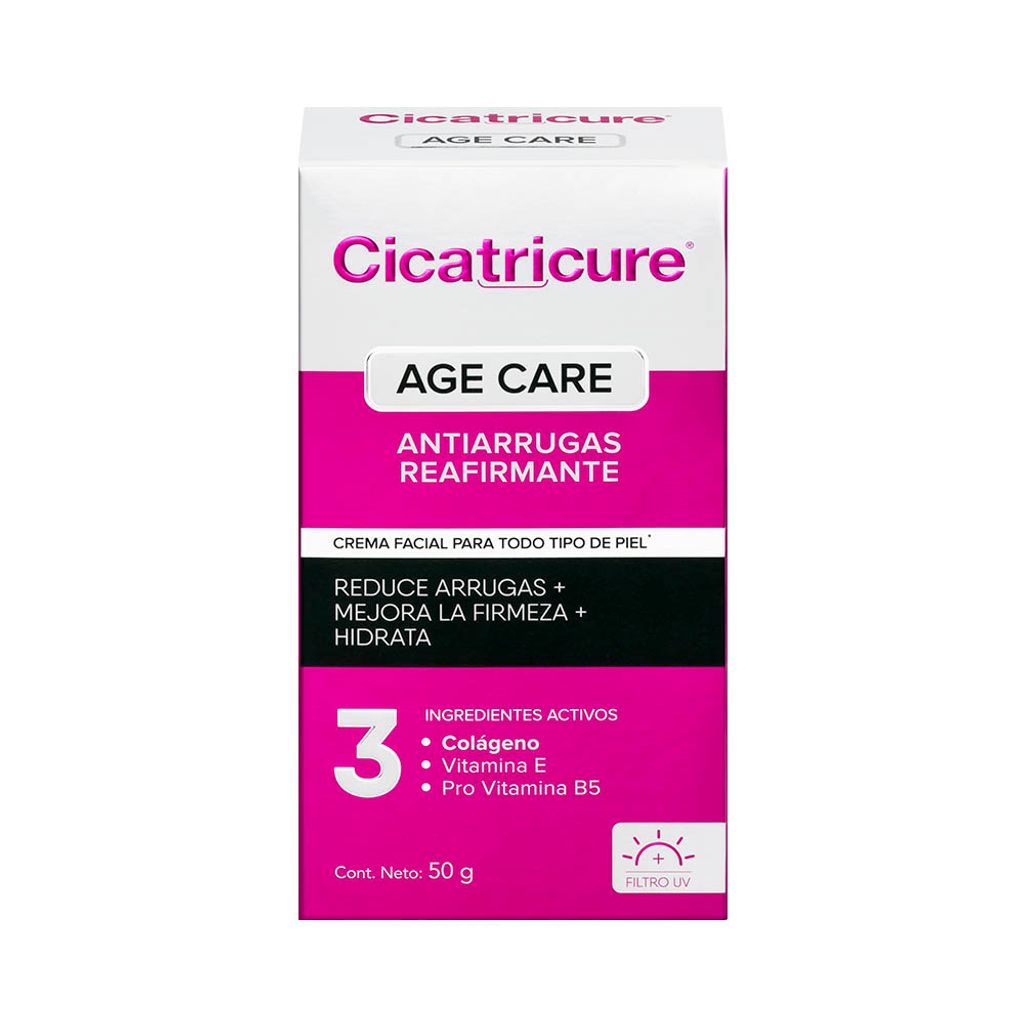 Cicatricure®
AGE CARE
Cicatricure®
AGE CARE
ANTIARRUGAS
REAFIRMANTE
CREMA FACIAL PARA TODO TIPO DE PIEL*
REDUCE ARRUGAS +
MEJORA LA FIRMEZA +
HIDRATA
3
INGREDIENTES ACTIVOS
• Colágeno
• Vitamina E
• Pro Vitamina B5
FILTRO UV
Cont. Neto: 50 g